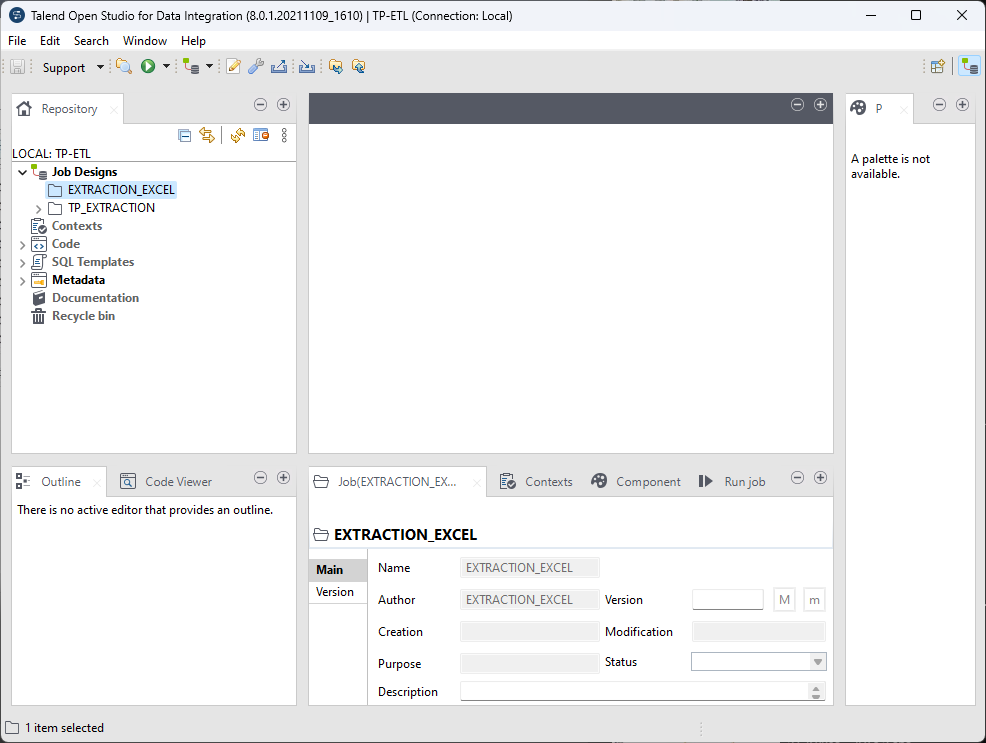 Talend Open Studio for Data Integration (8.0.1.20211109_1610) | TP-ETL (Connection: Local)
File Edit Search Window Help
Support
Repository
LOCAL: TP-ETL
Job Designs
EXTRACTION_EXCEL
TP_EXTRACTION
Contexts
Code
SQL Templates
Metadata
Documentation
Recycle bin
P
A palette is not
available.
Outline Code Viewer
There is no active editor that provides an outline.
Job(EXTRACTION_EX... Contexts Component Run job
EXTRACTION_EXCEL
Main
Version
Name EXTRACTION_EXCEL
Author EXTRACTION_EXCEL Version M m
Creation Modification
Purpose Status
Description
1 item selected